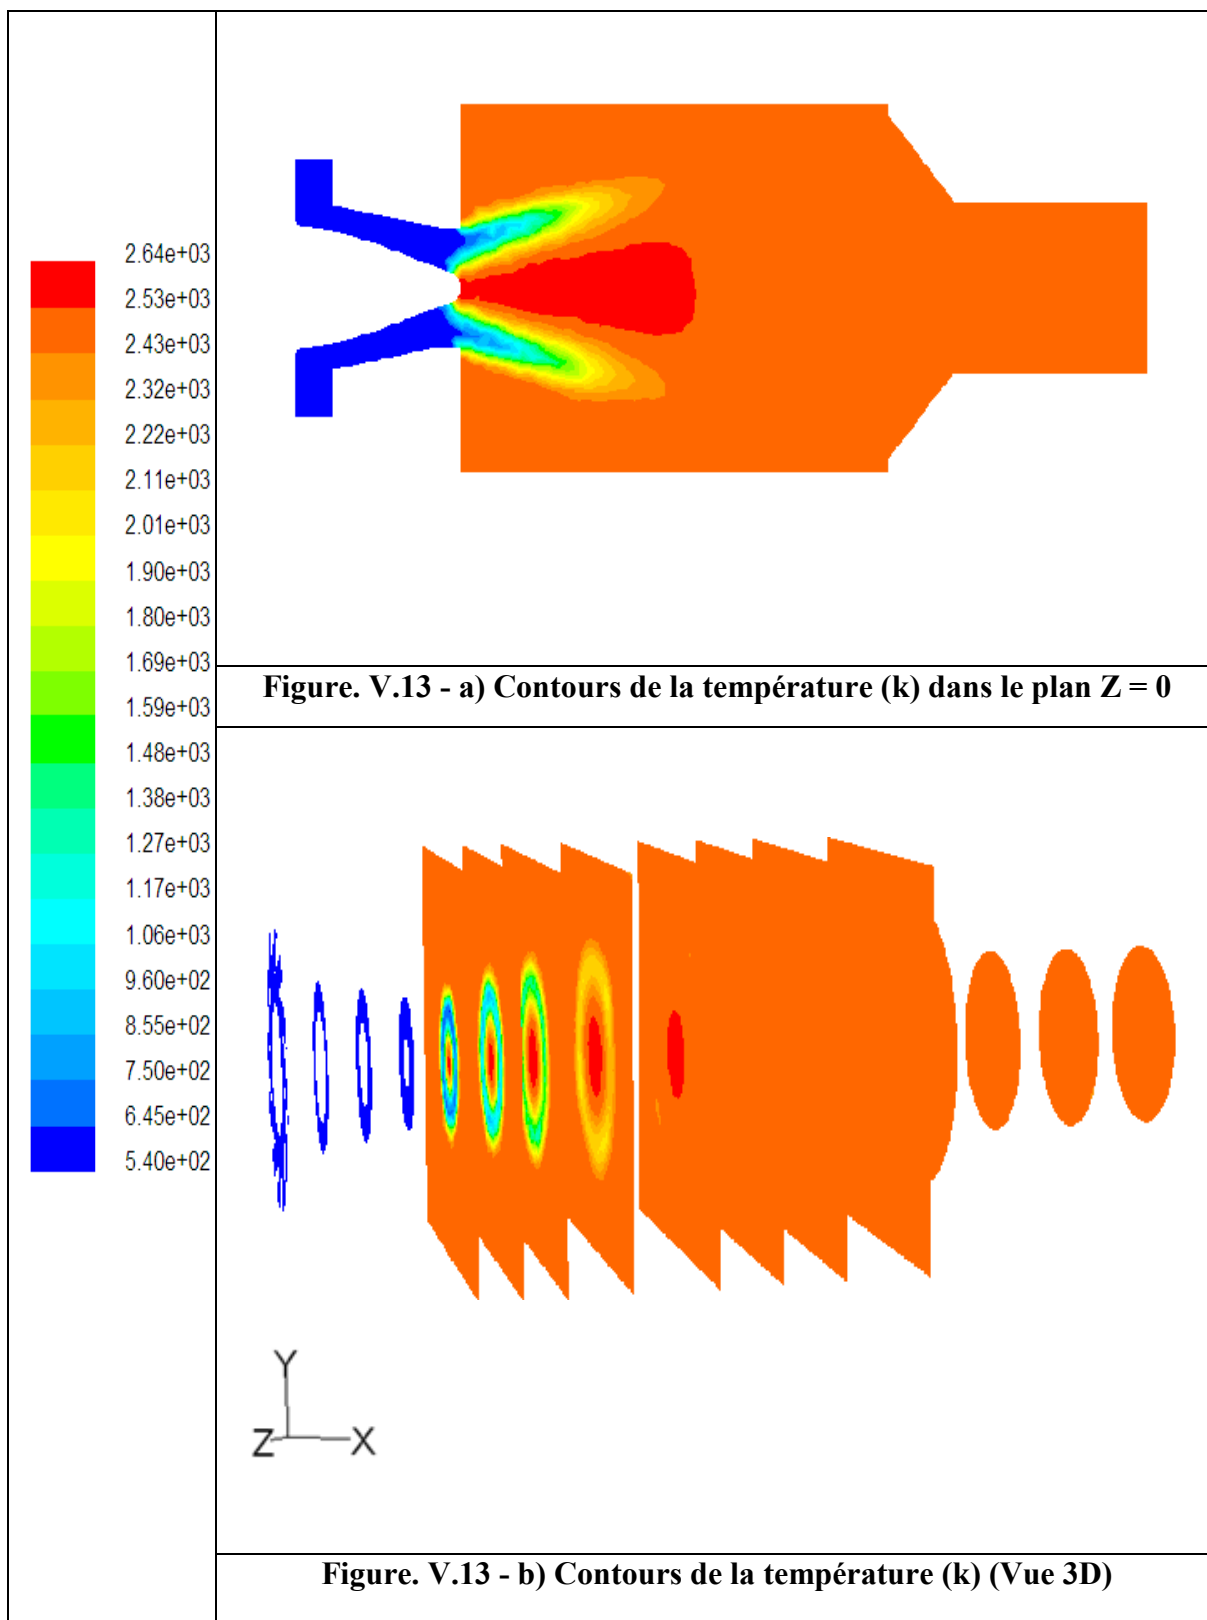 2.64e+03
2.53e+03
2.43e+03
2.32e+03
2.22e+03
2.11e+03
2.01e+03
1.90e+03
1.80e+03
1.69e+03
1.59e+03
1.48e+03
1.38e+03
1.27e+03
1.17e+03
1.06e+03
9.60e+02
8.55e+02
7.50e+02
6.45e+02
5.40e+02
Figure. V.13 - a) Contours de la température (k) dans le plan Z = 0
Y
Z
X
Figure. V.13 - b) Contours de la température (k) (Vue 3D)